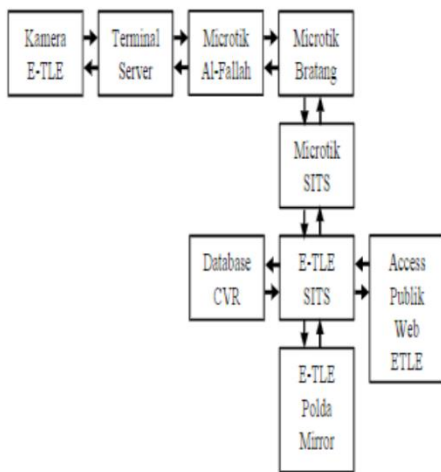 Kamera
E-TLE
Terminal
Server
Microtik
Al-Fallah
Microtik
Bratang
Microtik
SITS
Database
CVR
E-TLE
SITS
Access
Publik
Web
ETLE
E-TLE
Polda
Mirror